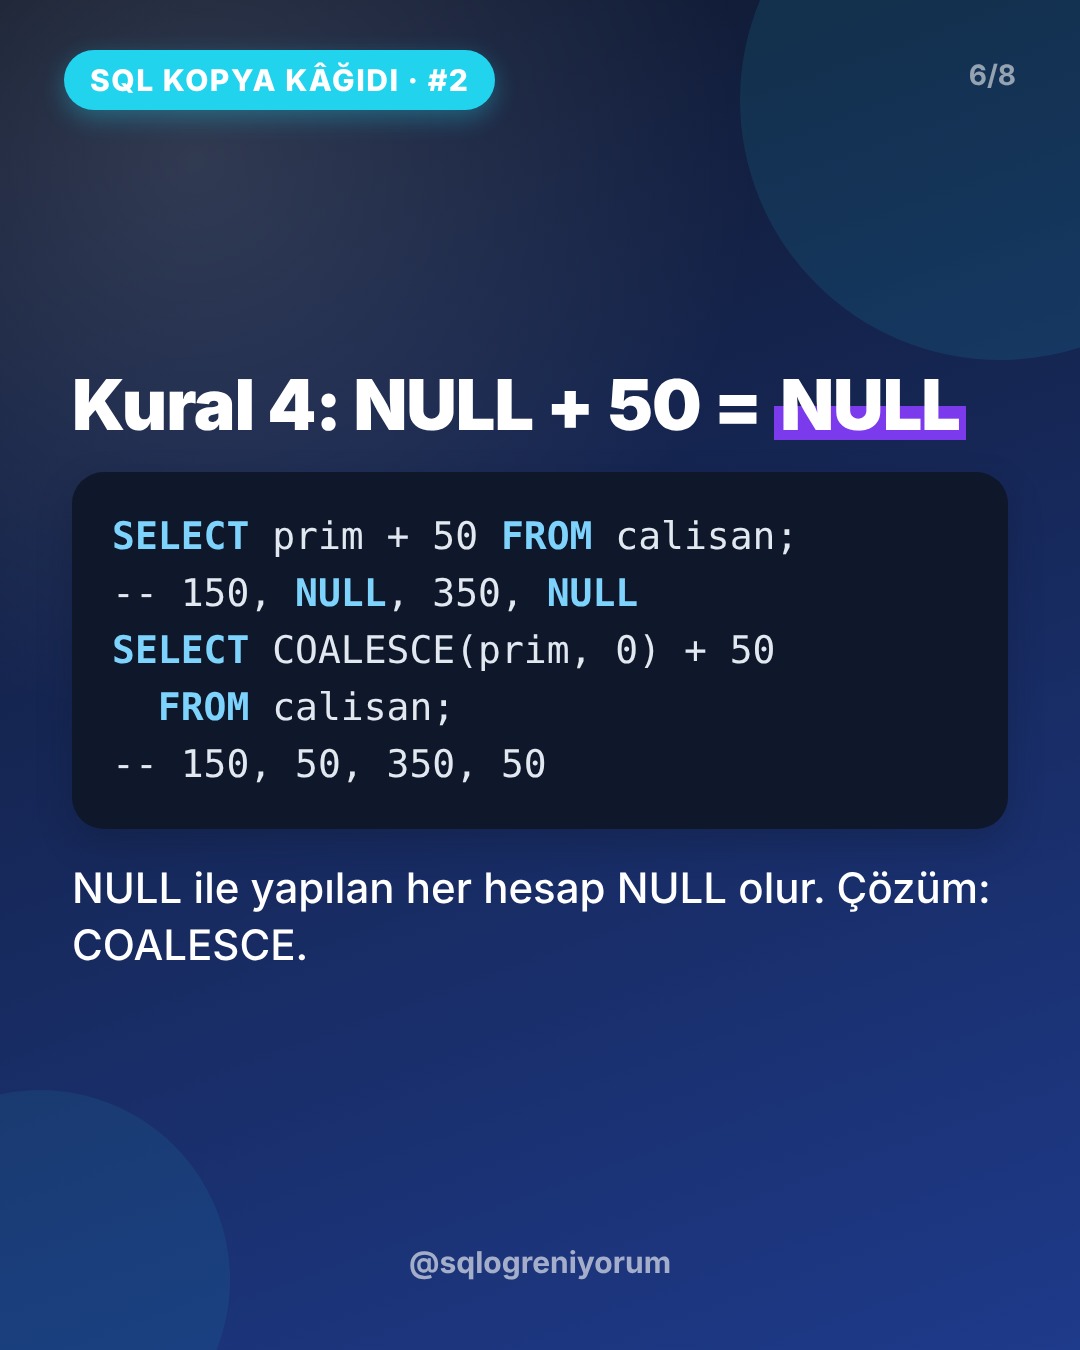 SQL KOPYA KÂĞIDI · #2
6/8
Kural 4: NULL + 50 = NULL
SELECT prim + 50 FROM calisan;
-- 150, NULL, 350, NULL
SELECT COALESCE(prim, 0) + 50
  FROM calisan;
-- 150, 50, 350, 50
NULL ile yapılan her hesap NULL olur. Çözüm:
COALESCE.
@sqlogreniyorum